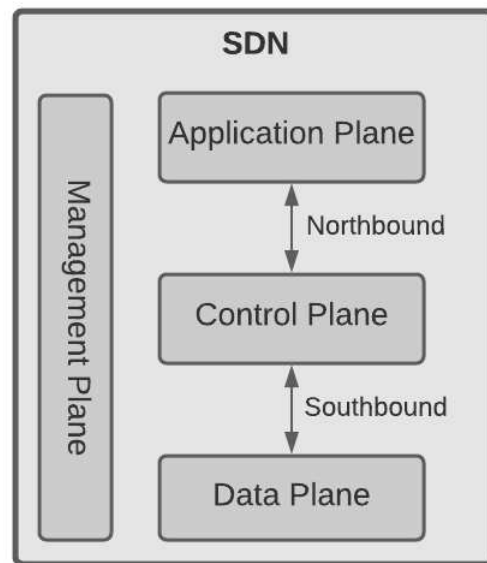 SDN
Management Plane
Application Plane
Northbound
Control Plane
Southbound
Data Plane